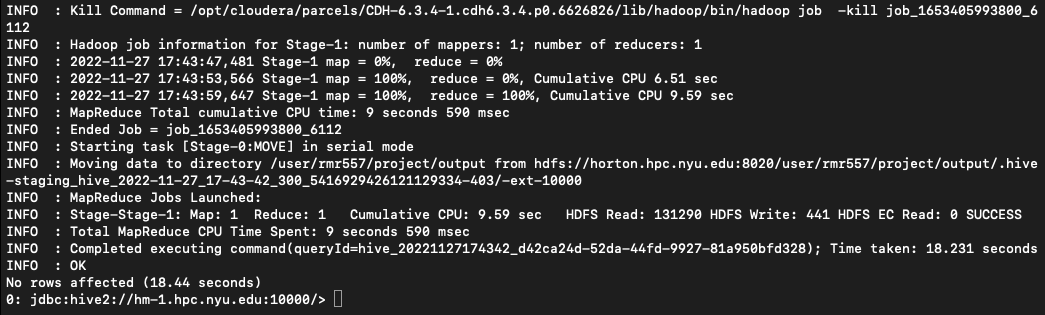 INFO  : Kill Command = /opt/cloudera/parcels/CDH-6.3.4-1.cdh6.3.4.p0.6626826/lib/hadoop/bin/hadoop job  -kill job_1653405993800_6
112
INFO  : Hadoop job information for Stage-1: number of mappers: 1; number of reducers: 1
INFO  : 2022-11-27 17:43:47,481 Stage-1 map = 0%,  reduce = 0%
INFO  : 2022-11-27 17:43:53,566 Stage-1 map = 100%,  reduce = 0%, Cumulative CPU 6.51 sec
INFO  : 2022-11-27 17:43:59,647 Stage-1 map = 100%,  reduce = 100%, Cumulative CPU 9.59 sec
INFO  : MapReduce Total cumulative CPU time: 9 seconds 590 msec
INFO  : Ended Job = job_1653405993800_6112
INFO  : Starting task [Stage-0:MOVE] in serial mode
INFO  : Moving data to directory /user/rmr557/project/output from hdfs://horton.hpc.nyu.edu:8020/user/rmr557/project/output/.hive
-staging_hive_2022-11-27_17-43-42_300_5416929426121129334-403/-ext-10000
INFO  : MapReduce Jobs Launched:
INFO  : Stage-Stage-1: Map: 1  Reduce: 1   Cumulative CPU: 9.59 sec   HDFS Read: 131290 HDFS Write: 441 HDFS EC Read: 0 SUCCESS
INFO  : Total MapReduce CPU Time Spent: 9 seconds 590 msec
INFO  : Completed executing command(queryId=hive_20221127174342_d42ca24d-52da-44fd-9927-81a950bfd328); Time taken: 18.231 seconds
INFO  : OK
No rows affected (18.44 seconds)
0: jdbc:hive2://hm-1.hpc.nyu.edu:10000/>